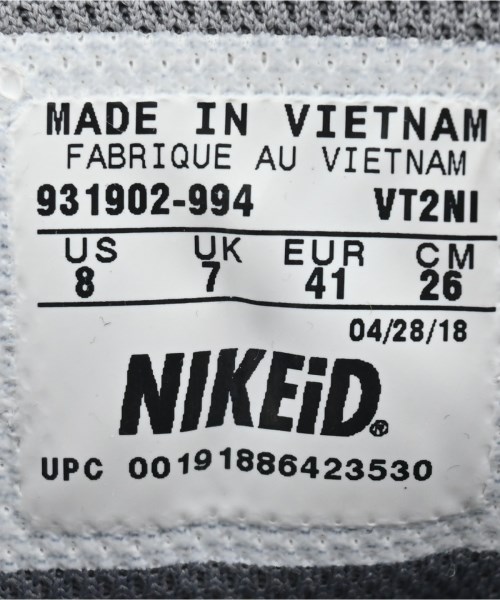 MADE IN VIETNAM
FABRIQUE AU VIETNAM
931902-994 VT2NI
US UK EUR CM
8 7 41 26
04/28/18
NIKEiD®
UPC 00191886423530